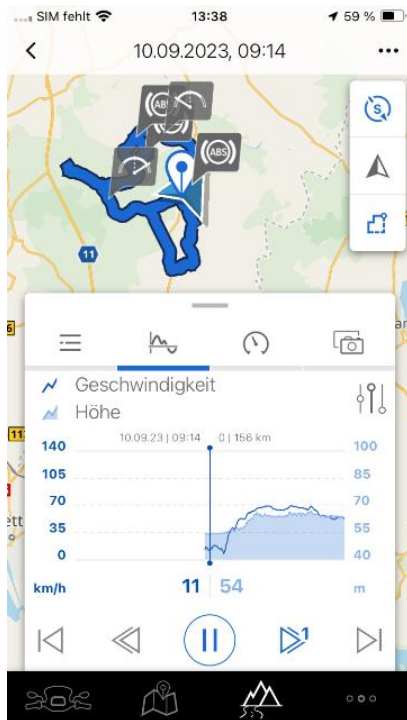 SIM fehlt 13:38 59 %
10.09.2023, 09:14
(ABS)
(ABS)
S
11
Geschwindigkeit
Höhe
10.09.23 | 09:14 0 | 156 km
140 100
105 85
70 70
35 55
0 40
km/h 11 54 m
1